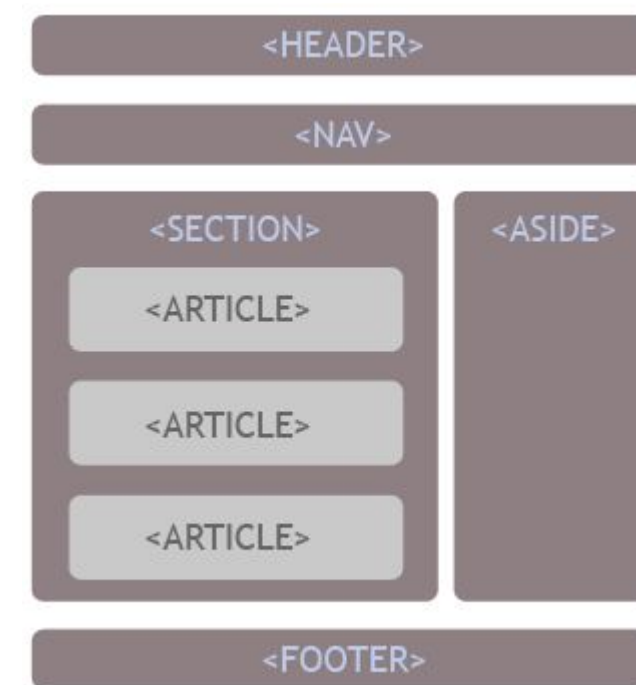 <HEADER>
<NAV>
<SECTION>
<ARTICLE>
<ARTICLE>
<ARTICLE>
<ASIDE>
<FOOTER>